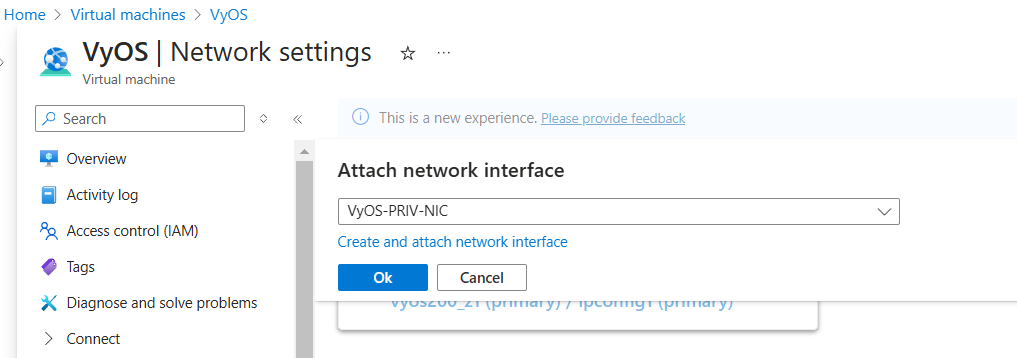 Home > Virtual machines > VyOS
VyOS | Network settings
Virtual machine
Search
This is a new experience. Please provide feedback
Overview
Activity log
Access control (IAM)
Tags
Diagnose and solve problems
Connect
Attach network interface
VyOS-PRIV-NIC
Create and attach network interface
Ok
Cancel
(primary) / ipconfig1 (primary)